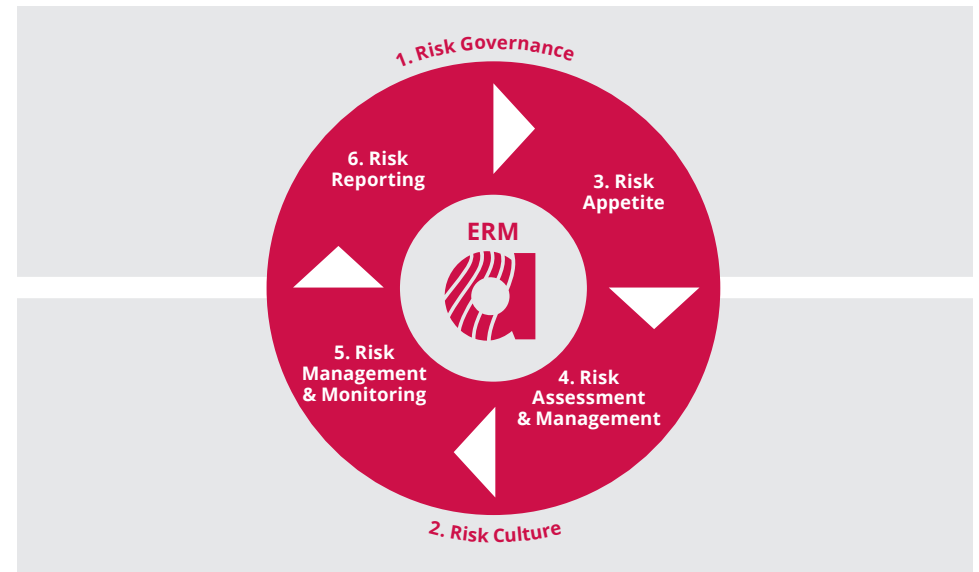 1. Risk Governance
6. Risk
Reporting
3. Risk
Appetite
ERM
a
5. Risk
Management
& Monitoring
4. Risk
Assessment
& Management
2. Risk Culture